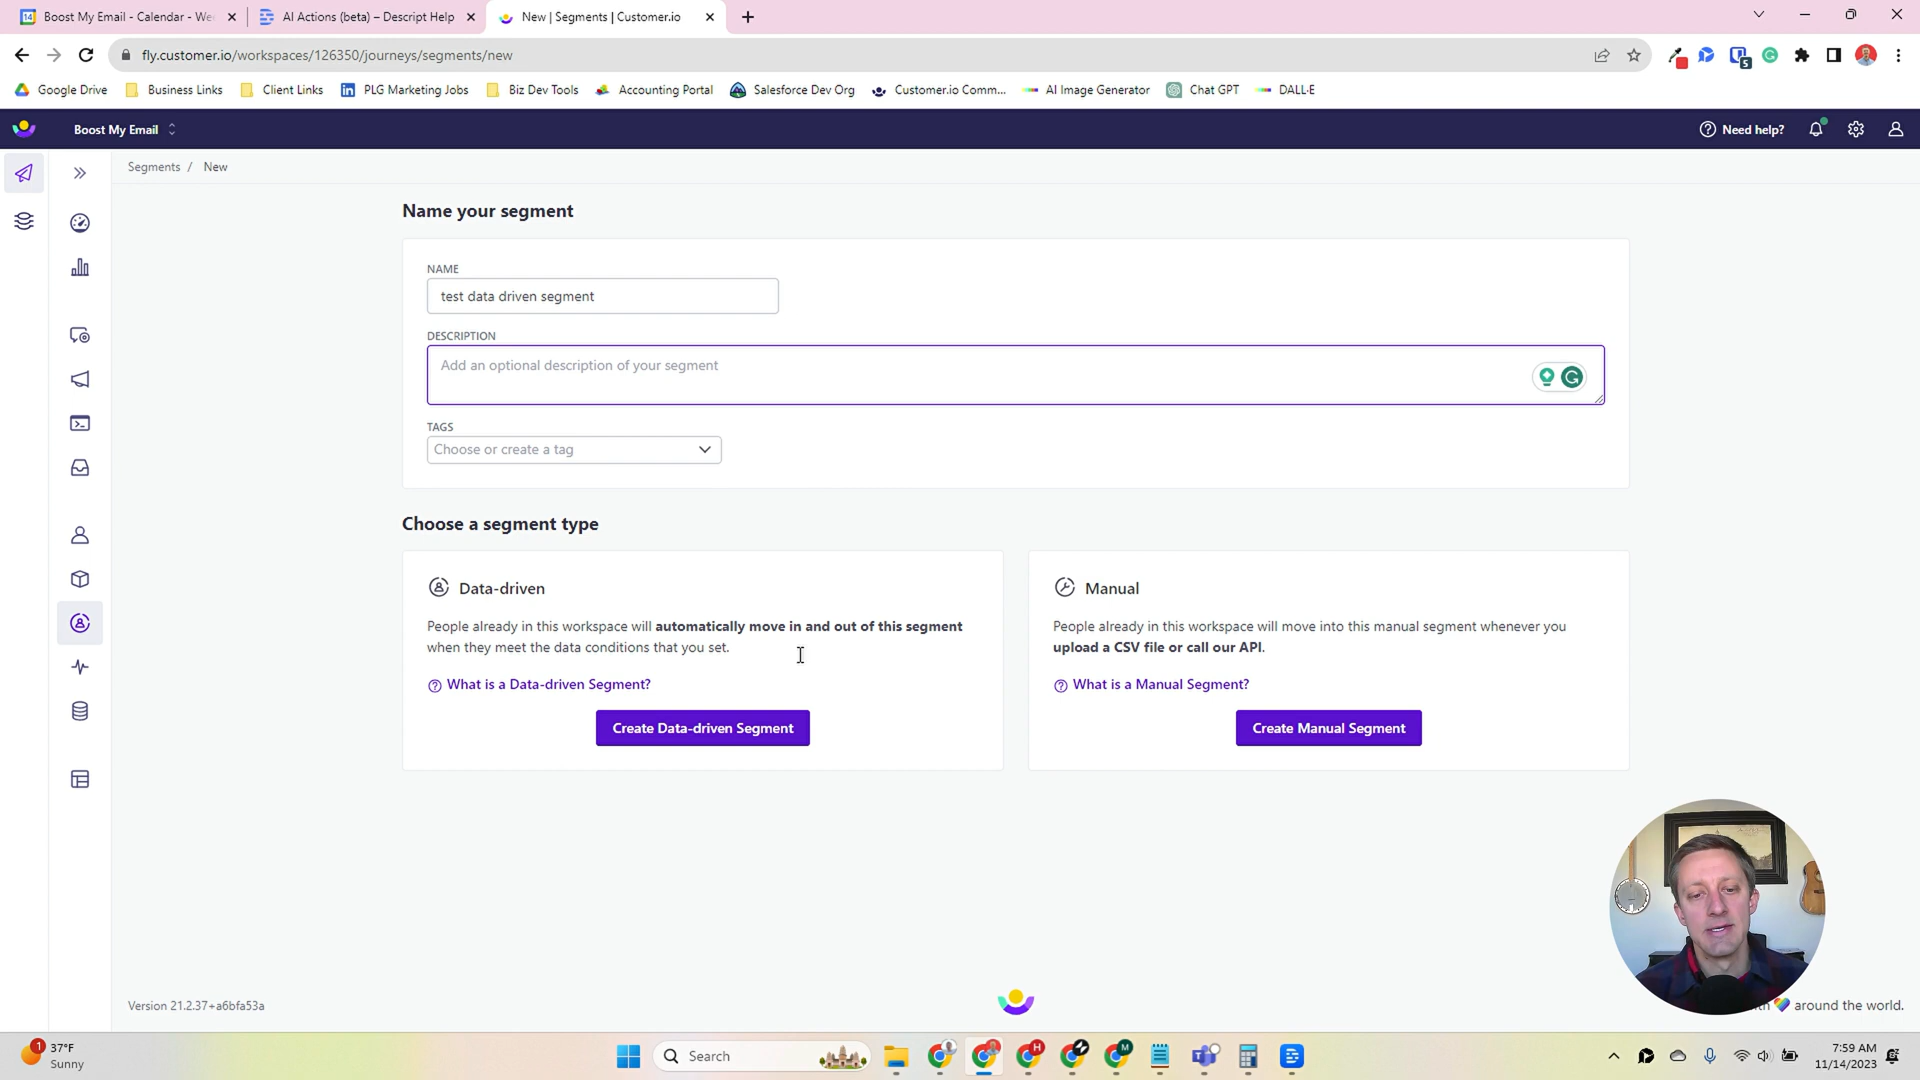 Boost My Email - Calendar - We
AI Actions (beta) – Descript Help
New | Segments | Customer.io
fly.customer.io/workspaces/126350/journeys/segments/new
Google Drive
Business Links
Client Links
PLG Marketing Jobs
Biz Dev Tools
Accounting Portal
Salesforce Dev Org
Customer.io Comm...
AI Image Generator
Chat GPT
DALL·E
Boost My Email
Need help?
Segments / New
Name your segment
NAME
test data driven segment
DESCRIPTION
Add an optional description of your segment
TAGS
Choose or create a tag
Choose a segment type
Data-driven
People already in this workspace will automatically move in and out of this segment
when they meet the data conditions that you set.
What is a Data-driven Segment?
Create Data-driven Segment
Manual
People already in this workspace will move into this manual segment whenever you
upload a CSV file or call our API.
What is a Manual Segment?
Create Manual Segment
Version 21.2.37+a6bfa53a
around the world.
37°F
Sunny
Search
7:59 AM
11/14/2023